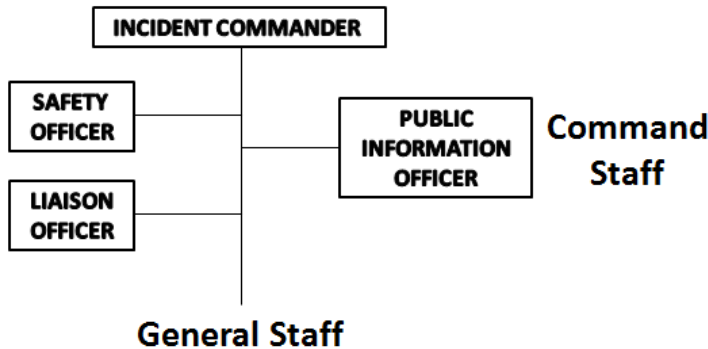 INCIDENT COMMANDER
SAFETY
OFFICER
PUBLIC
INFORMATION
OFFICER
Command
Staff
LIAISON
OFFICER
General Staff